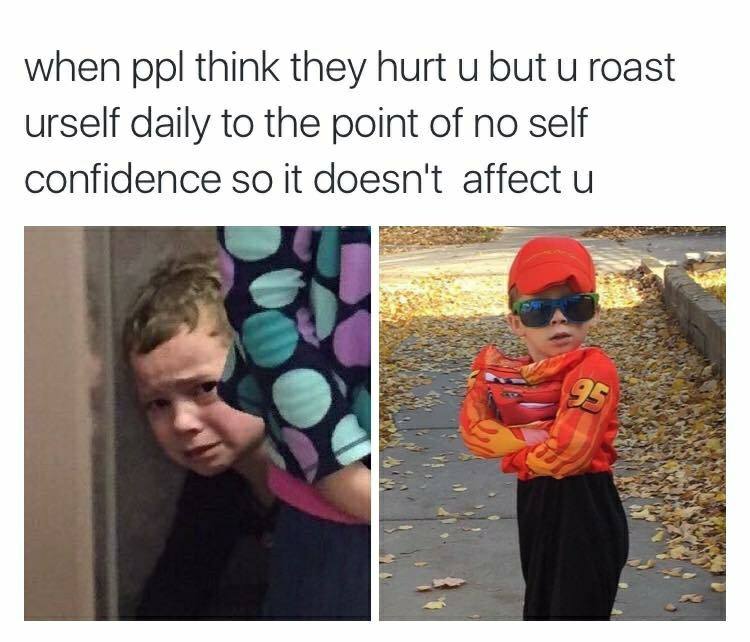 when ppl think they hurt u but u roast
urself daily to the point of no self
confidence so it doesn't  affect u
95